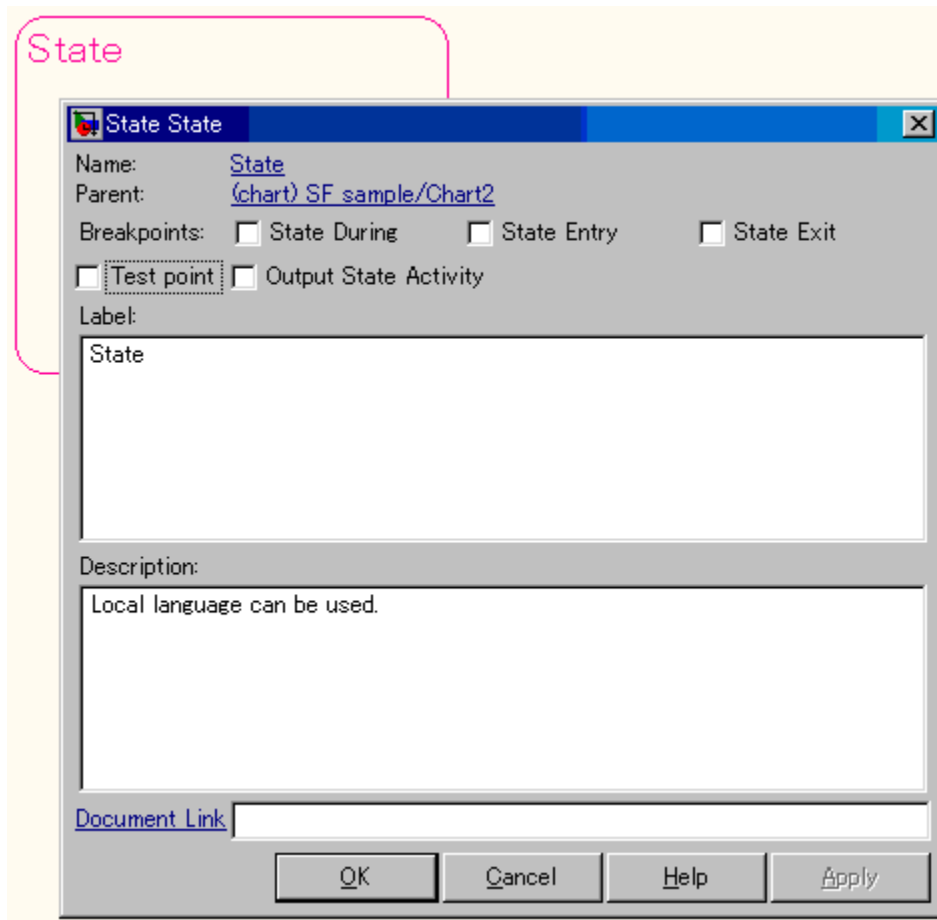 State
State State
Name: State
Parent: (chart) SF sample/Chart2
Breakpoints: State During State Entry State Exit
Test point Output State Activity
Label:
State
Description:
Local language can be used.
Document Link
OK Cancel Help Apply